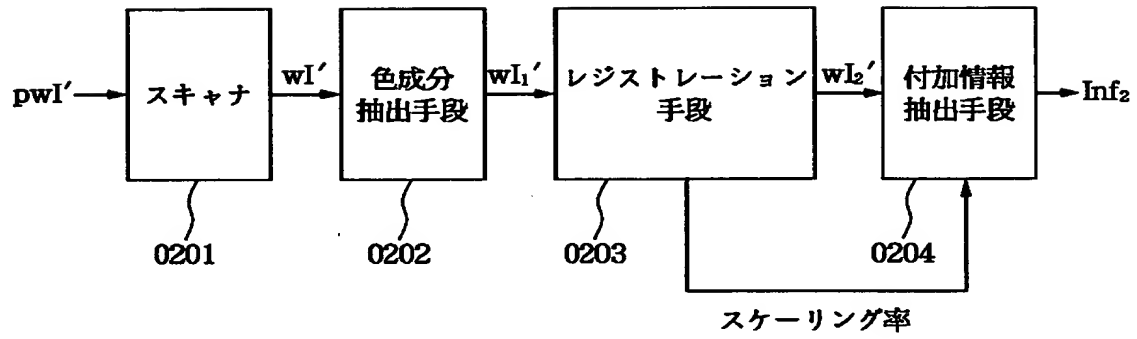 pwI′
スキャナ
wI′
色成分
抽出手段
wI₁′
レジストレーション
手段
wI₂′
付加情報
抽出手段
Inf₂
0201
0202
0203
0204
スケーリング率